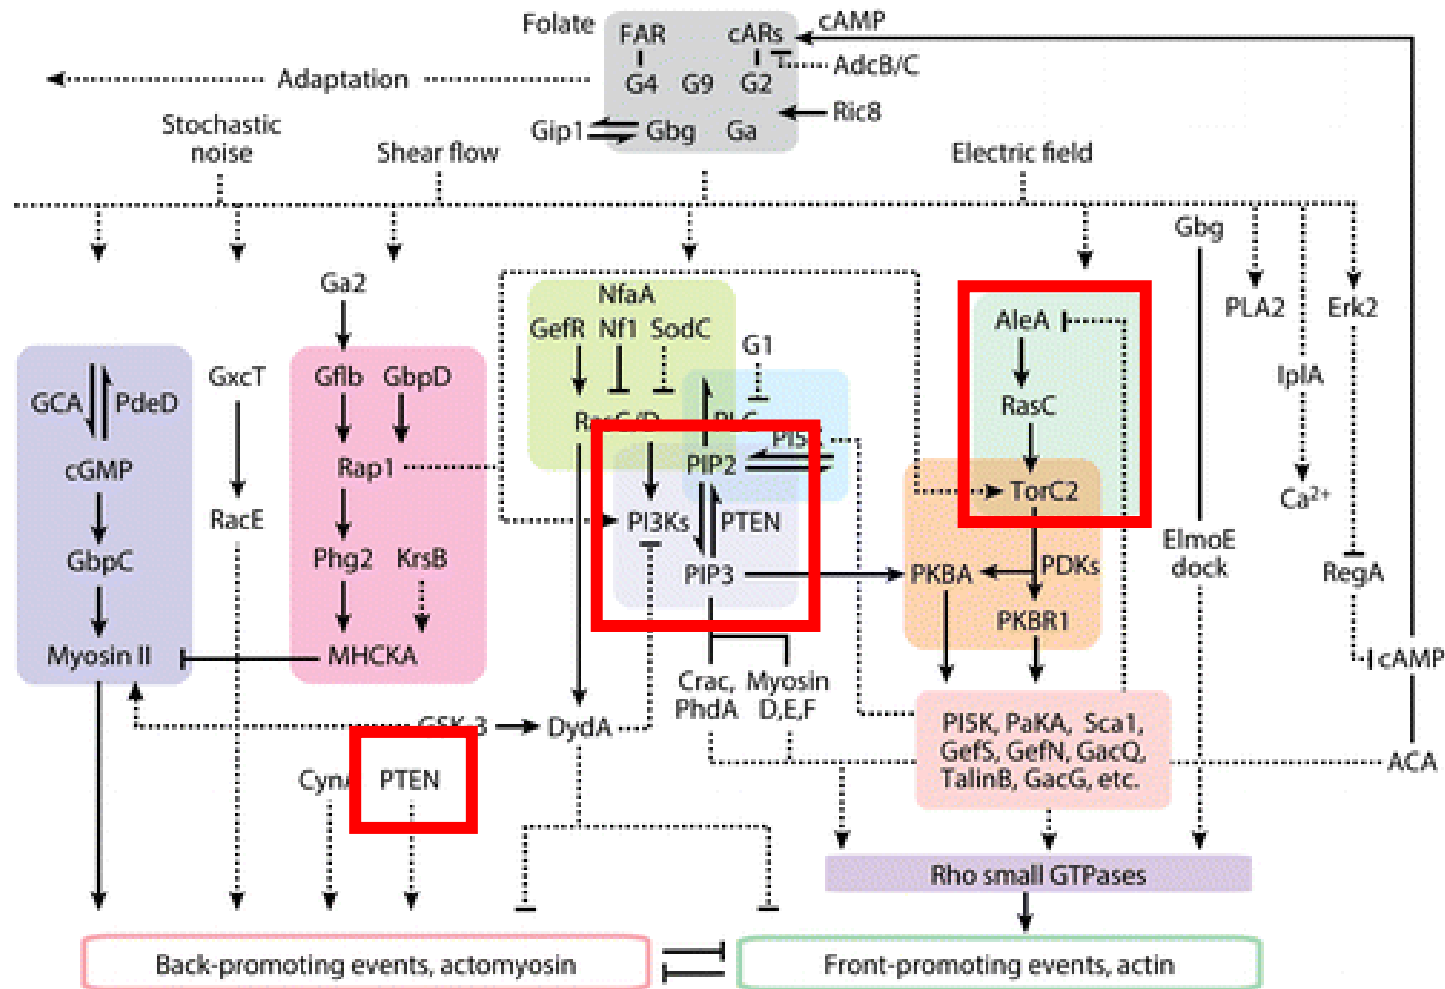 Folate
FAR
cARs
cAMP
AdcB/C
Adaptation
G4
G9
G2
Ric8
Gip1
Gbg
Ga
Stochastic
noise
Shear flow
Electric field
Gbg
Ga2
NfaA
GefR
Nf1
SodC
G1
AleA
PLA2
Erk2
GCA
PdeD
GxcT
Gflb
GbpD
IplA
RasC
cGMP
Rap1
PIP2
TorC2
Ca²⁺
RacE
PI3Ks
PTEN
GbpC
Phg2
KrsB
PIP3
PKBA
PDKs
ElmoE
dock
RegA
PKBR1
Myosin II
MHCKA
cAMP
Crac,
PhdA
Myosin
D,E,F
DydA
PI5K, PaKA, Sca1,
GefS, GefN, GacQ,
TalinB, GacG, etc.
ACA
PTEN
Rho small GTPases
Back-promoting events, actomyosin
Front-promoting events, actin